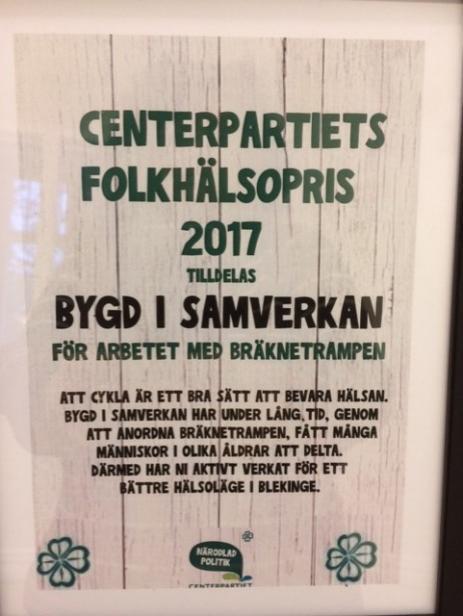 CENTERPARTIETS
FOLKHÄLSOPRIS
2017
TILLDELAS
BYGD I SAMVERKAN
FÖR ARBETET MED BRÄKNETRAMPEN
ATT CYKLA ÄR ETT BRA SÄTT ATT BEVARA HÄLSAN.
BYGD I SAMVERKAN HAR UNDER LÅNG TID, GENOM
ATT ANORDNA BRÄKNETRAMPEN, FÅTT MÅNGA
MÄNNISKOR I OLIKA ÅLDRAR ATT DELTA.
DÄRMED HAR NI AKTIVT VERKAT FÖR ETT
BÄTTRE HÄLSOLÄGE I BLEKINGE.
NÄRODLAD
POLITIK
CENTERPARTIET